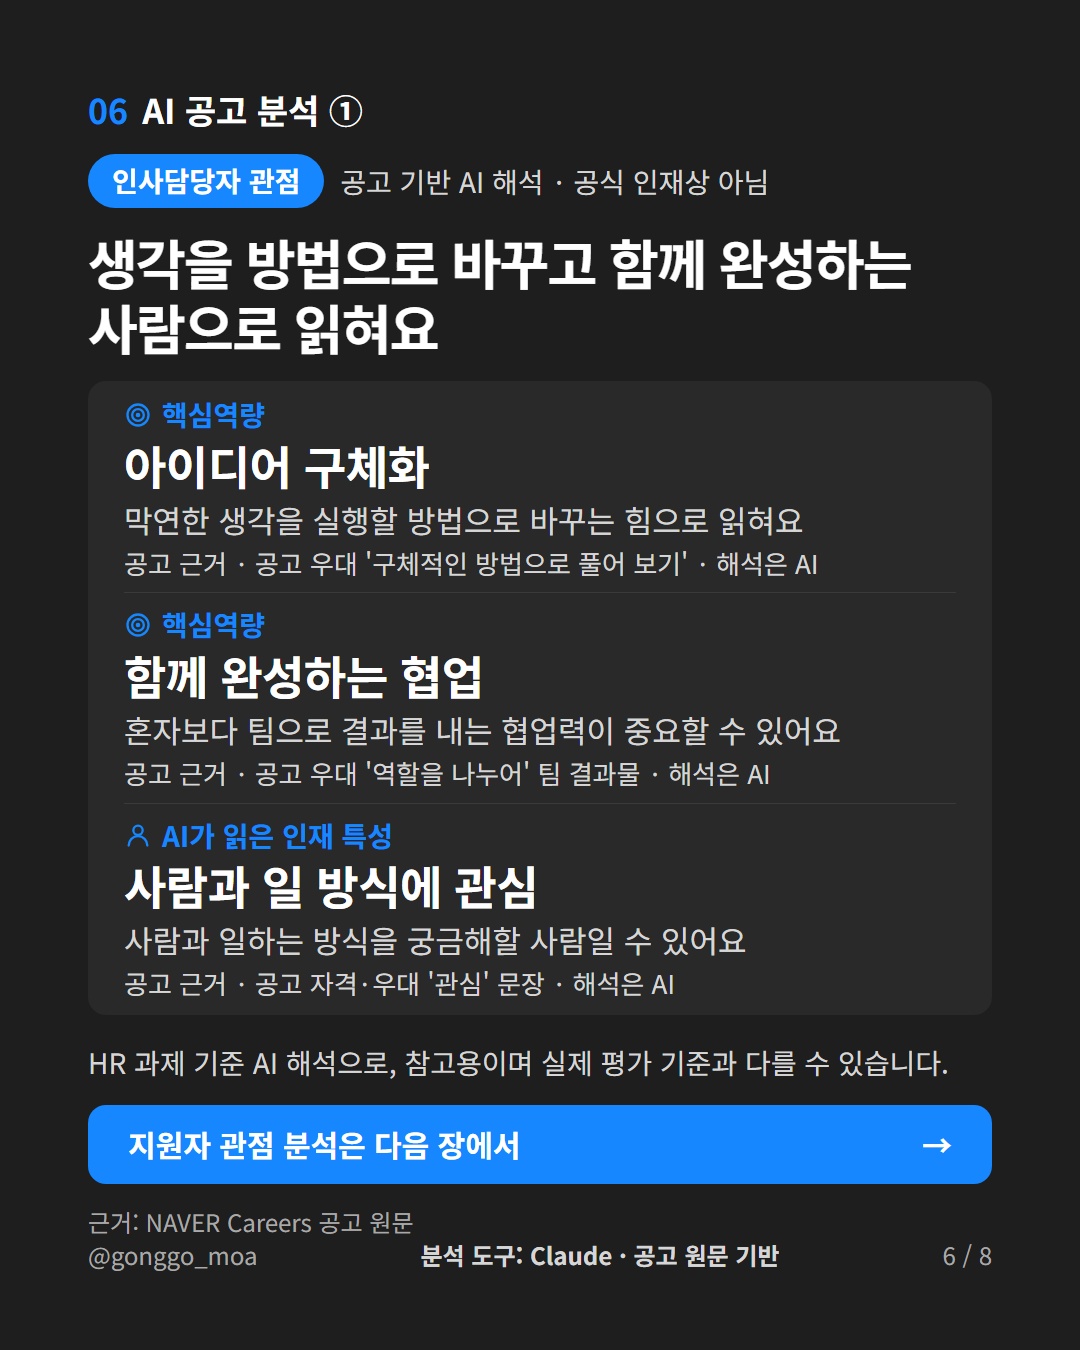 06 AI 공고 분석 ①
인사담당자 관점 공고 기반 AI 해석 · 공식 인재상 아님
생각을 방법으로 바꾸고 함께 완성하는
사람으로 읽혀요
핵심역량
아이디어 구체화
막연한 생각을 실행할 방법으로 바꾸는 힘으로 읽혀요
공고 근거 · 공고 우대 '구체적인 방법으로 풀어 보기' · 해석은 AI
핵심역량
함께 완성하는 협업
혼자보다 팀으로 결과를 내는 협업력이 중요할 수 있어요
공고 근거 · 공고 우대 '역할을 나누어' 팀 결과물 · 해석은 AI
AI가 읽은 인재 특성
사람과 일 방식에 관심
사람과 일하는 방식을 궁금해할 사람일 수 있어요
공고 근거 · 공고 자격·우대 '관심' 문장 · 해석은 AI
HR 과제 기준 AI 해석으로, 참고용이며 실제 평가 기준과 다를 수 있습니다.
지원자 관점 분석은 다음 장에서 →
근거: NAVER Careers 공고 원문
@gonggo_moa 분석 도구: Claude · 공고 원문 기반 6 / 8